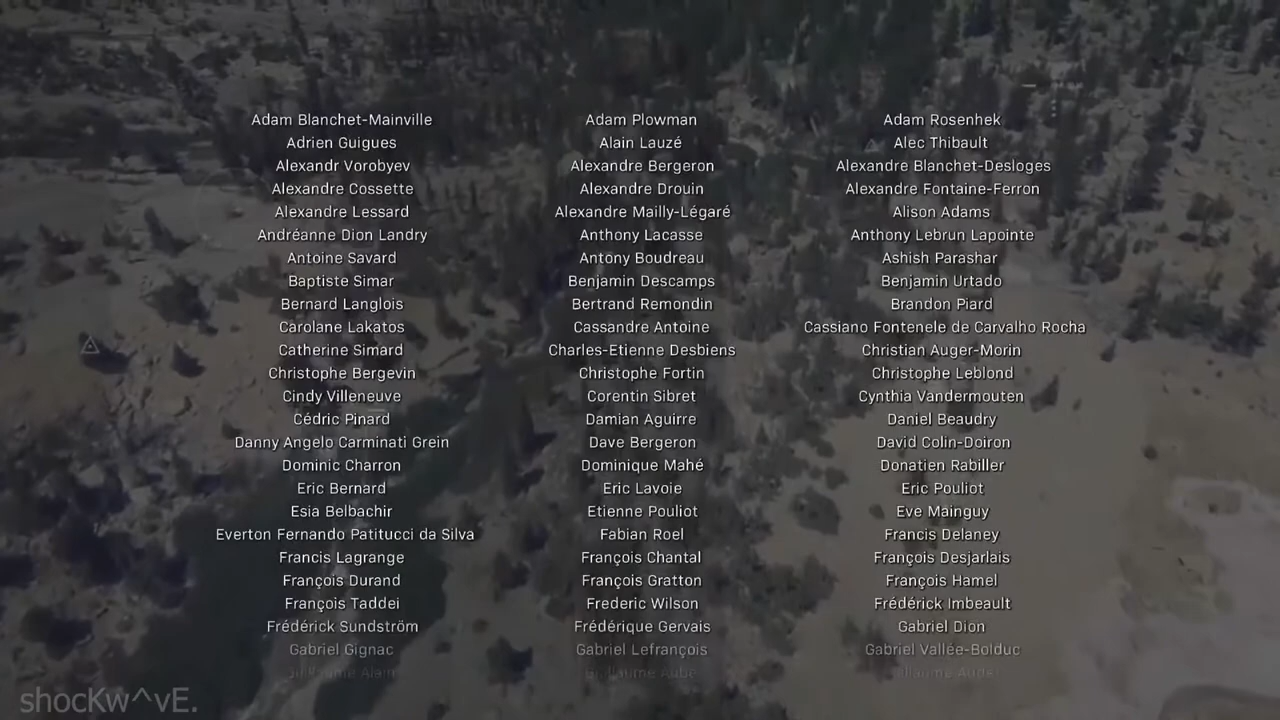 Adam Blanchet-Mainville Adam Plowman Adam Rosenhek
Adrien Guigues Alain Lauzé Alec Thibault
Alexandr Vorobyev Alexandre Bergeron Alexandre Blanchet-Desloges
Alexandre Cossette Alexandre Drouin Alexandre Fontaine-Ferron
Alexandre Lessard Alexandre Mailly-Légaré Alison Adams
Andréanne Dion Landry Anthony Lacasse Anthony Lebrun Lapointe
Antoine Savard Antony Boudreau Ashish Parashar
Baptiste Simar Benjamin Descamps Benjamin Urtado
Bernard Langlois Bertrand Remondin Brandon Piard
Carolane Lakatos Cassandre Antoine Cassiano Fontenele de Carvalho Rocha
Catherine Simard Charles-Etienne Desbiens Christian Auger-Morin
Christophe Bergevin Christophe Fortin Christophe Leblond
Cindy Villeneuve Corentin Sibret Cynthia Vandermouten
Cédric Pinard Damian Aguirre Daniel Beaudry
Danny Angelo Carminati Grein Dave Bergeron David Colin-Doiron
Dominic Charron Dominique Mahé Donatien Rabiller
Eric Bernard Eric Lavoie Eric Pouliot
Esia Belbachir Etienne Pouliot Eve Mainguy
Everton Fernando Patitucci da Silva Fabian Roel Francis Delaney
Francis Lagrange François Chantal François Desjarlais
François Durand François Gratton François Hamel
François Taddei Frederic Wilson Frédérick Imbeault
Frédérick Sundström Frédérique Gervais Gabriel Dion
Gabriel Gignac Gabriel Lefrançois Gabriel Vallée-Bolduc
Guillaume Guillaume Guillaume
shocKw^vE.